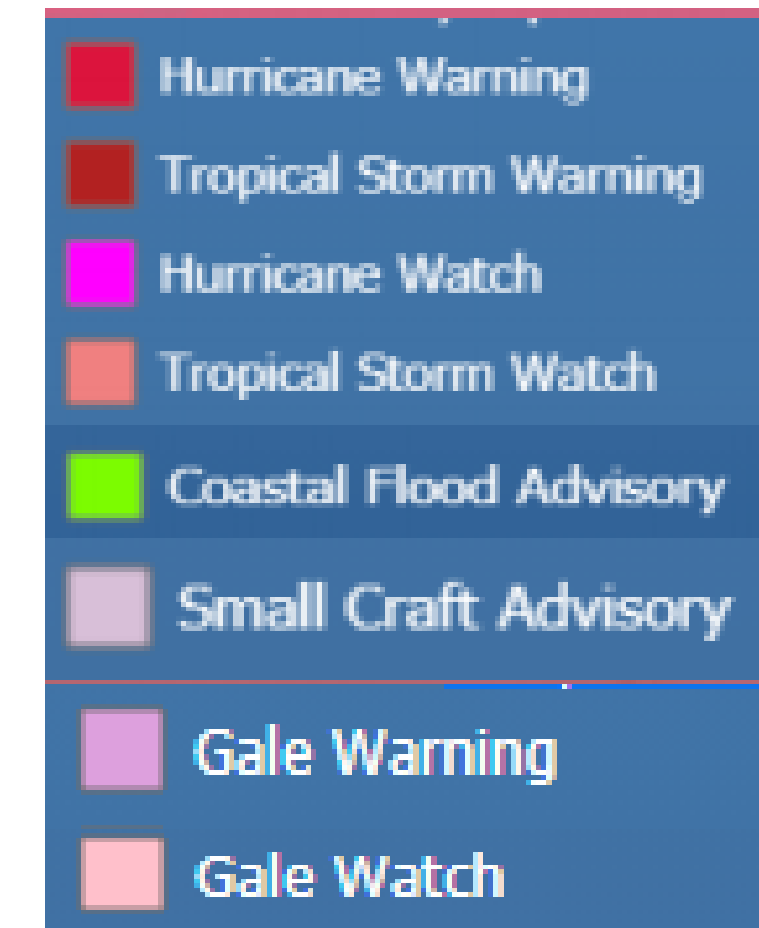 Hurricane Warning
Tropical Storm Warning
Hurricane Watch
Tropical Storm Watch
Coastal Flood Advisory
Small Craft Advisory
Gale Warning
Gale Watch